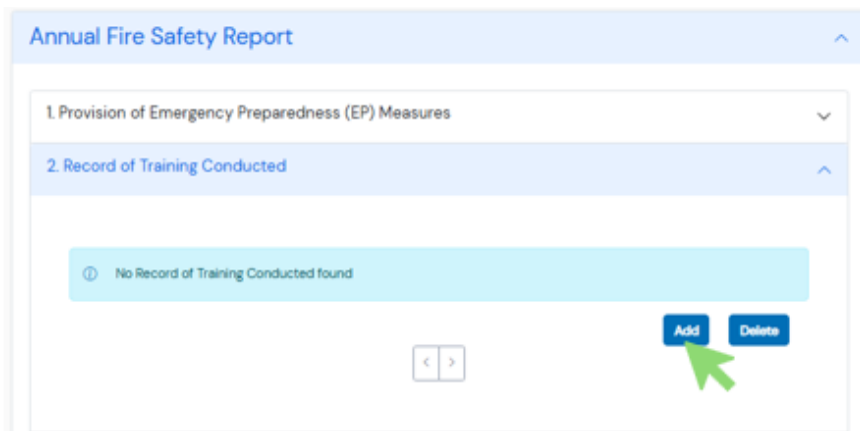 Annual Fire Safety Report
1. Provision of Emergency Preparedness (EP) Measures
2. Record of Training Conducted
No Record of Training Conducted found
Add Delete